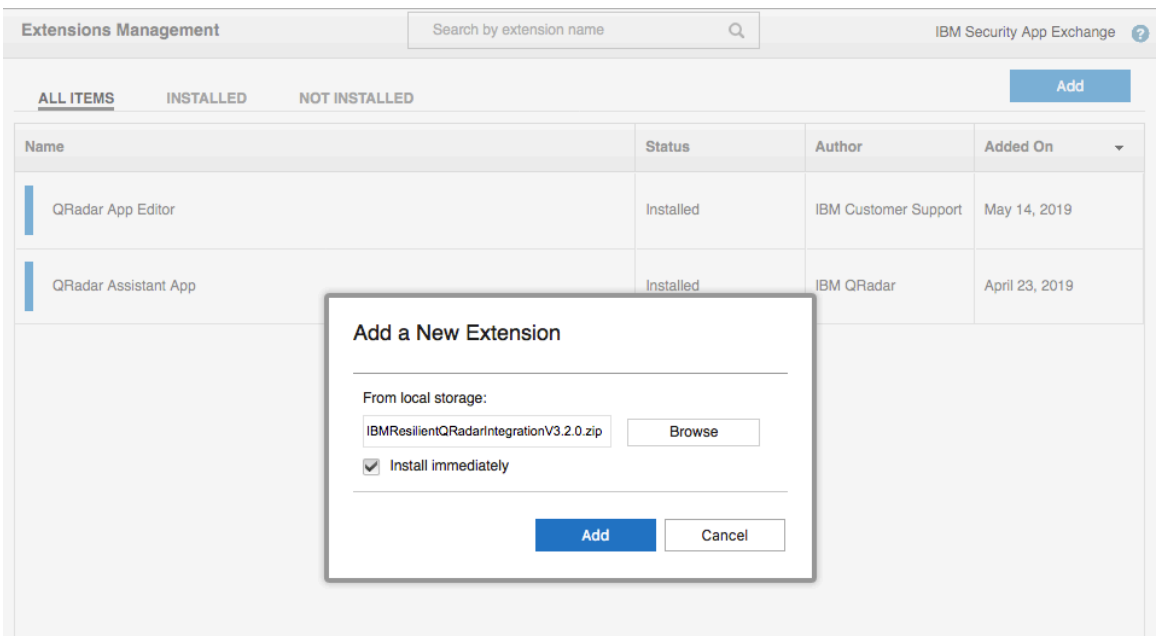 Extensions Management
Search by extension name
IBM Security App Exchange ?
ALL ITEMS INSTALLED NOT INSTALLED
Add
Name Status Author Added On
QRadar App Editor Installed IBM Customer Support May 14, 2019
QRadar Assistant App Installed IBM QRadar April 23, 2019
Add a New Extension
From local storage:
IBMResilientQRadarIntegrationV3.2.0.zip Browse
Install immediately
Add Cancel